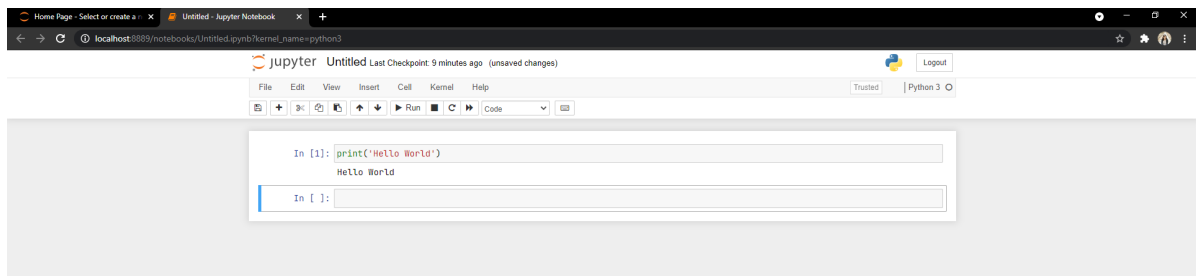 Home Page - Select or create a n
Untitled - Jupyter Notebook
localhost:8889/notebooks/Untitled.ipynb?kernel_name=python3
jupyter Untitled Last Checkpoint: 9 minutes ago (unsaved changes)
Logout
File Edit View Insert Cell Kernel Help
Trusted
Python 3
Run
Code
In [1]: print('Hello World')
Hello World
In [ ]: